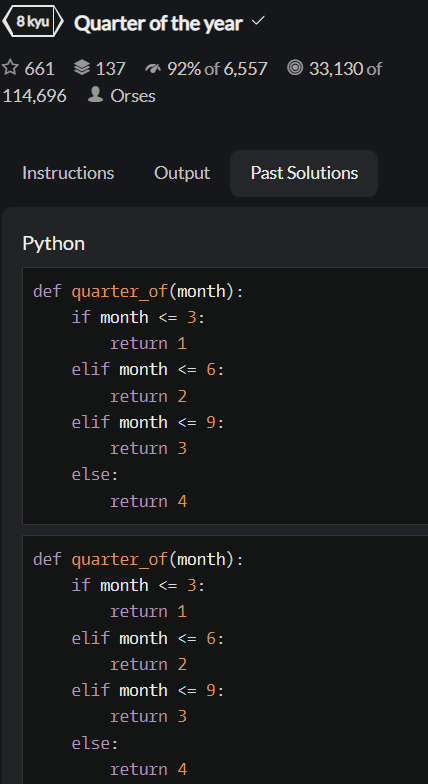 8 kyu Quarter of the year
661 137 92% of 6,557 33,130 of
114,696 Orses
Instructions Output Past Solutions
Python
def quarter_of(month):
    if month <= 3:
        return 1
    elif month <= 6:
        return 2
    elif month <= 9:
        return 3
    else:
        return 4
def quarter_of(month):
    if month <= 3:
        return 1
    elif month <= 6:
        return 2
    elif month <= 9:
        return 3
    else:
        return 4